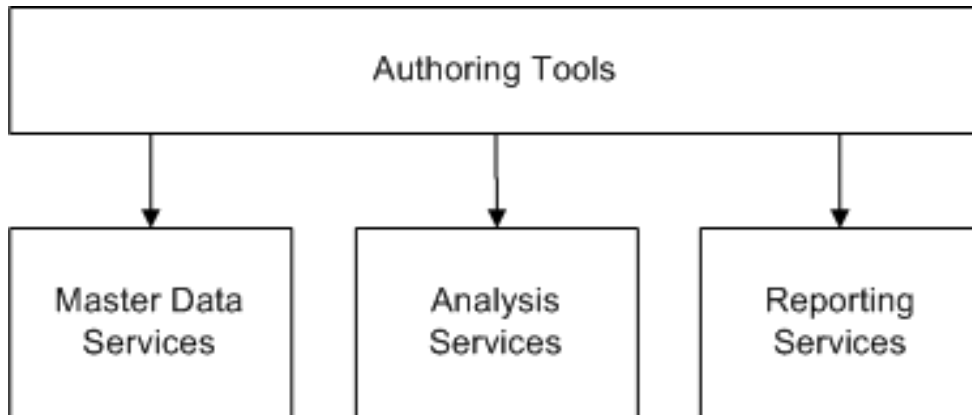 Authoring Tools
Master Data
Services
Analysis
Services
Reporting
Services